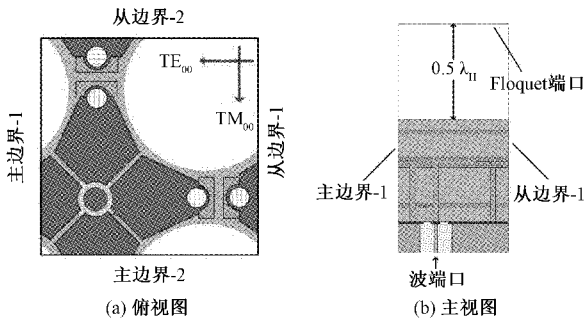 从边界-2
TE₀₀
TM₀₀
主边界-1
从边界-1
主边界-2
(a) 俯视图
0.5 λ_H
Floquet端口
主边界-1
从边界-1
波端口
(b) 主视图